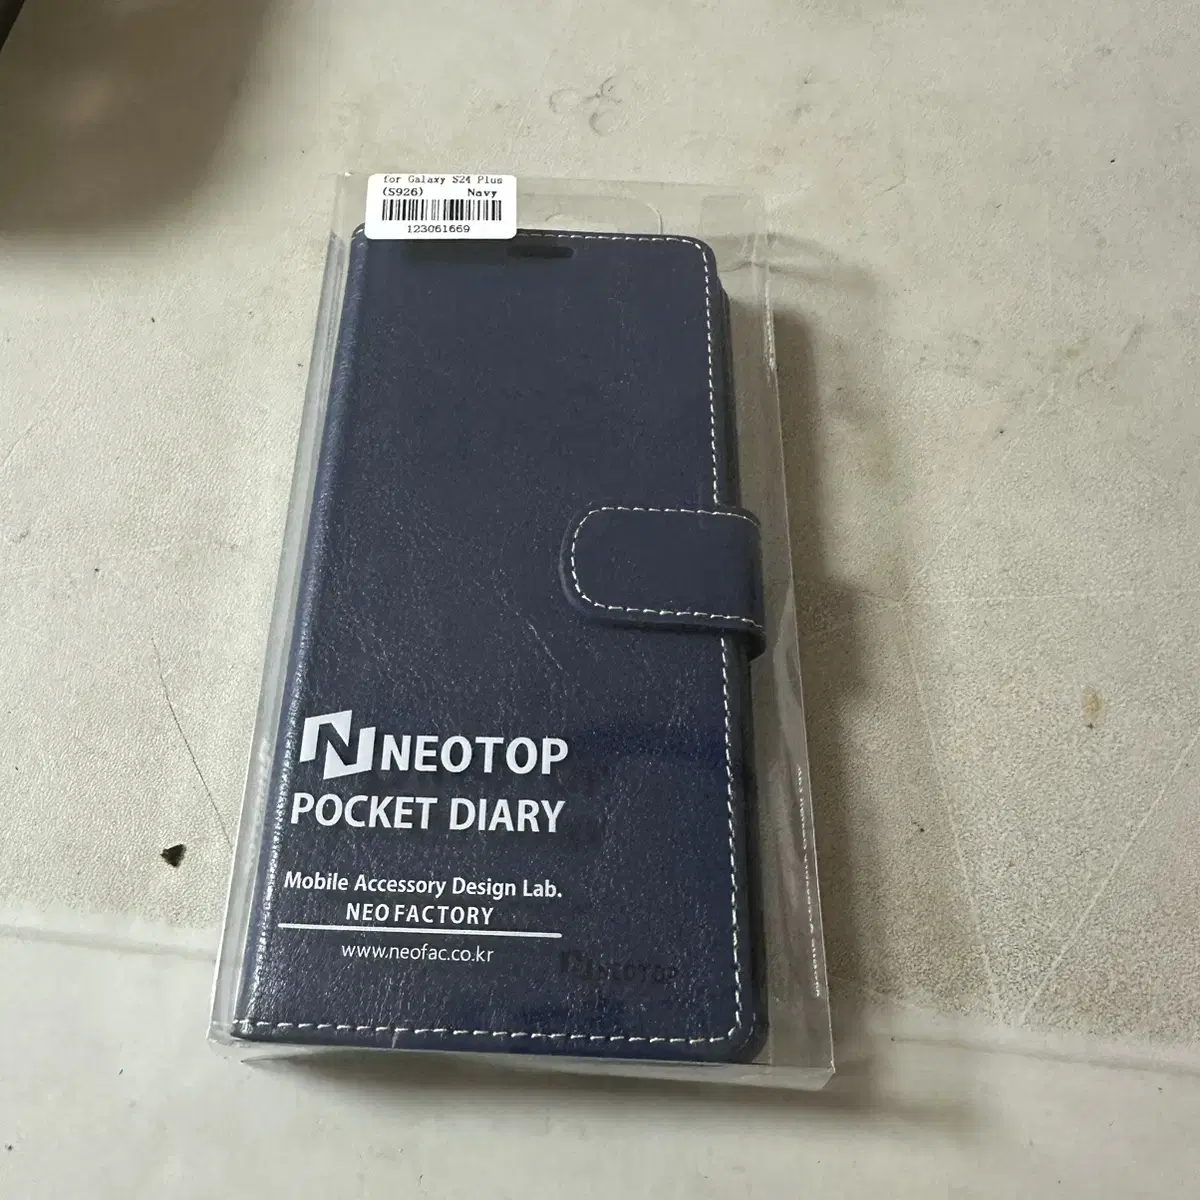 for Galaxy S24 Plus
(S926) Navy
123061669
NEOTOP
POCKET DIARY
Mobile Accessory Design Lab.
NEO FACTORY
www.neofac.co.kr
NEOTOP